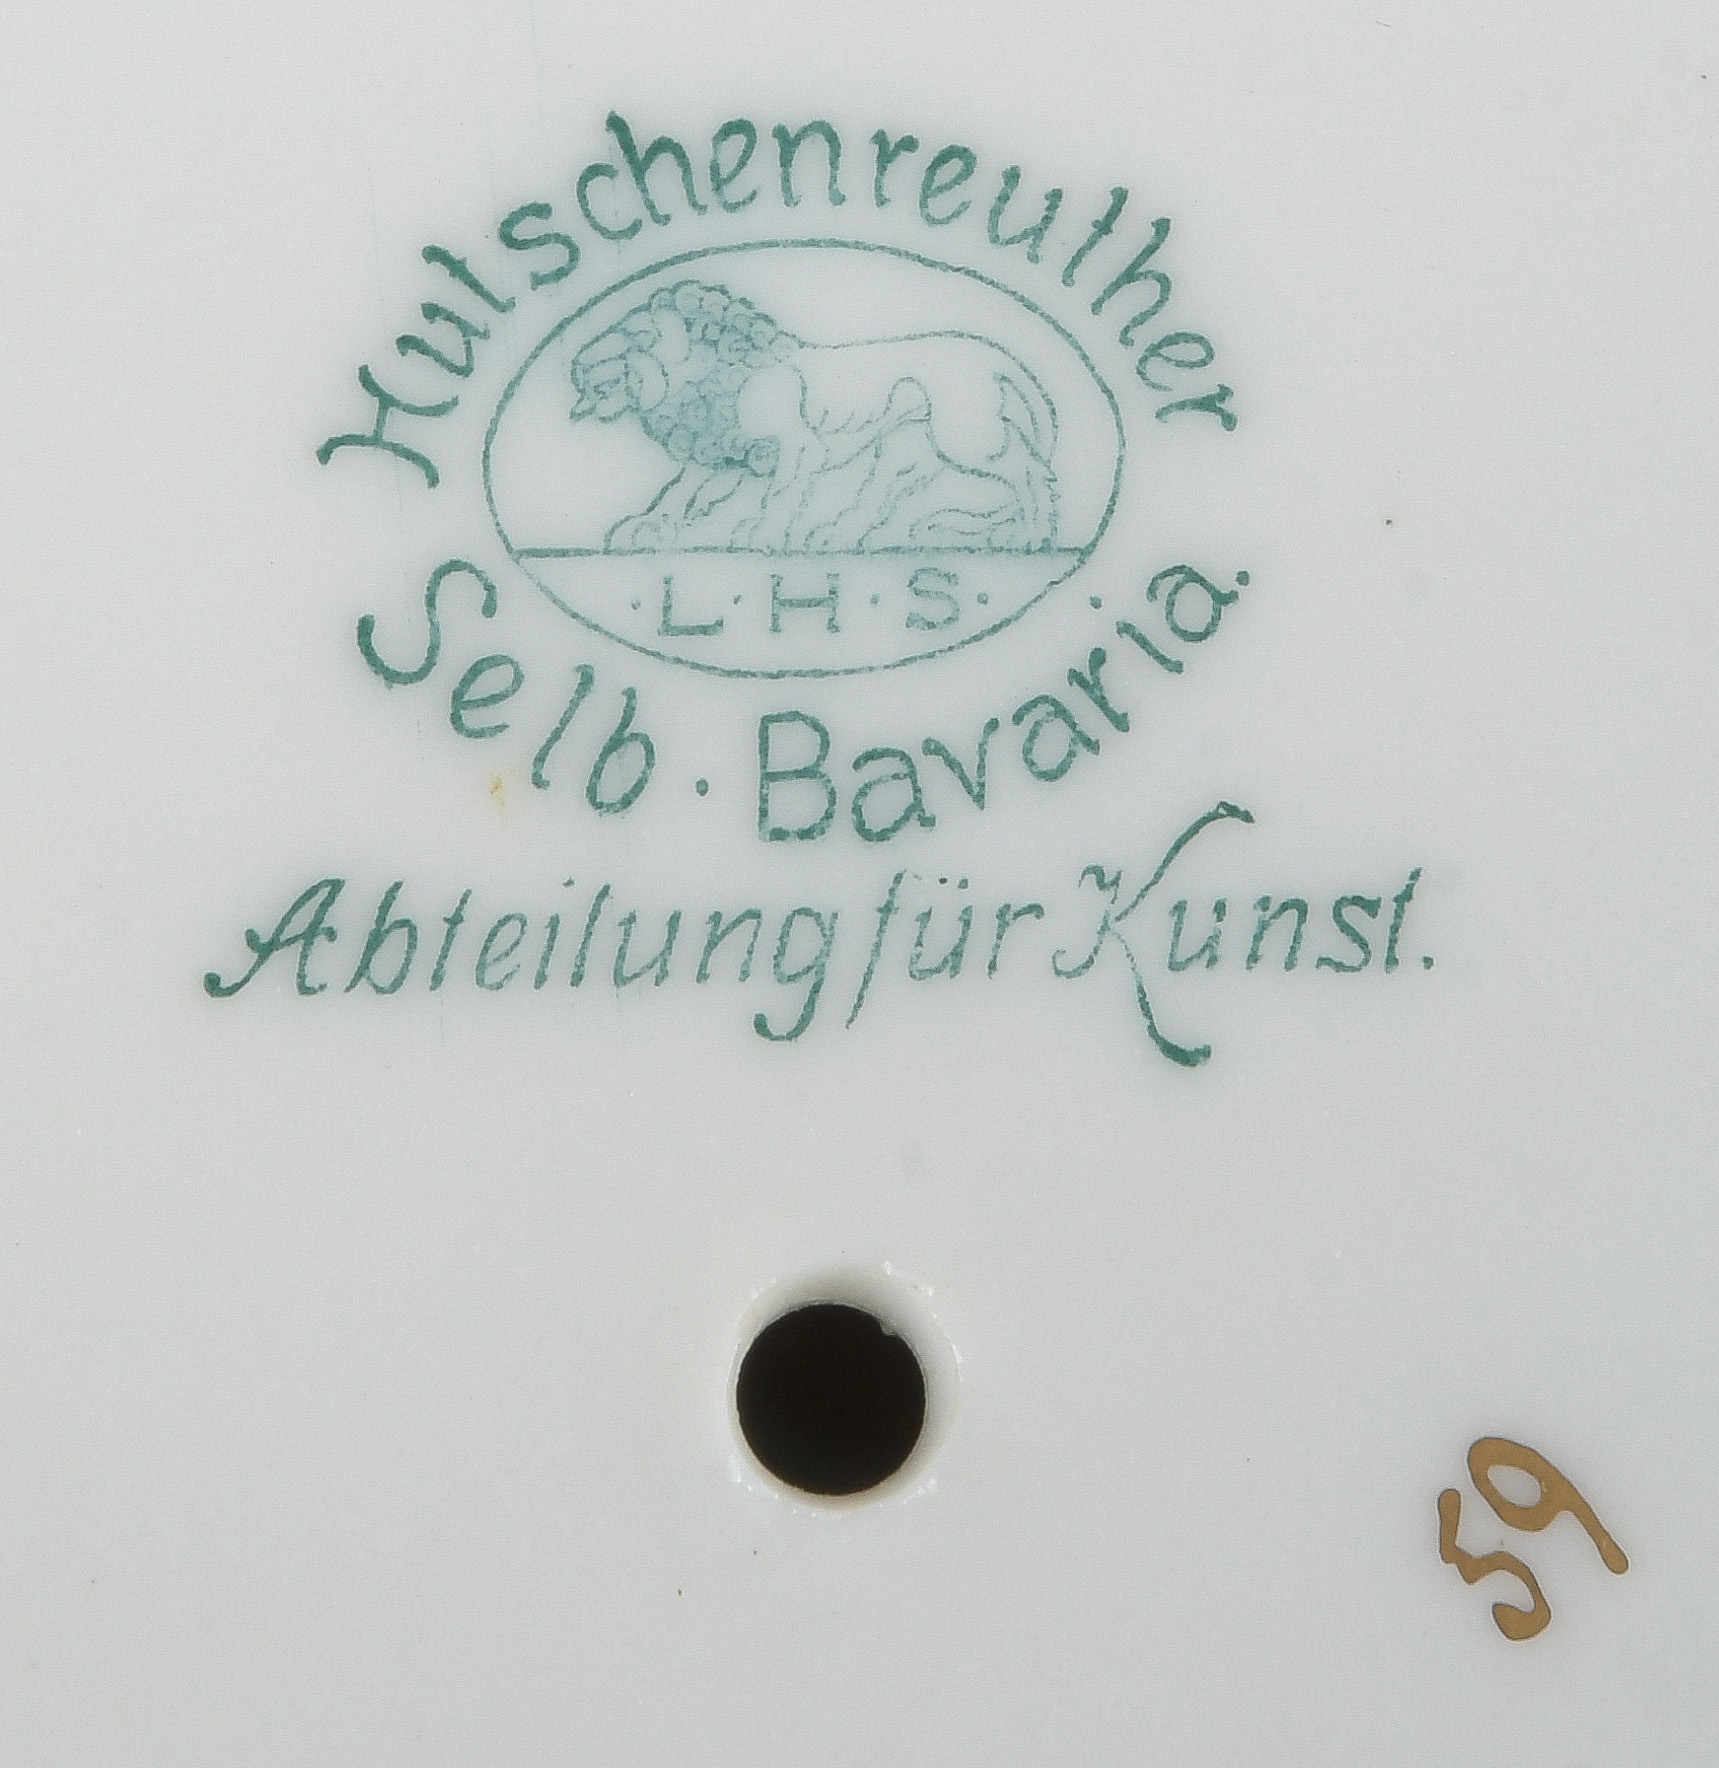 Hutschenreuther
·L·H·S·
Selb · Bavaria.
Abteilung für Kunst.
59